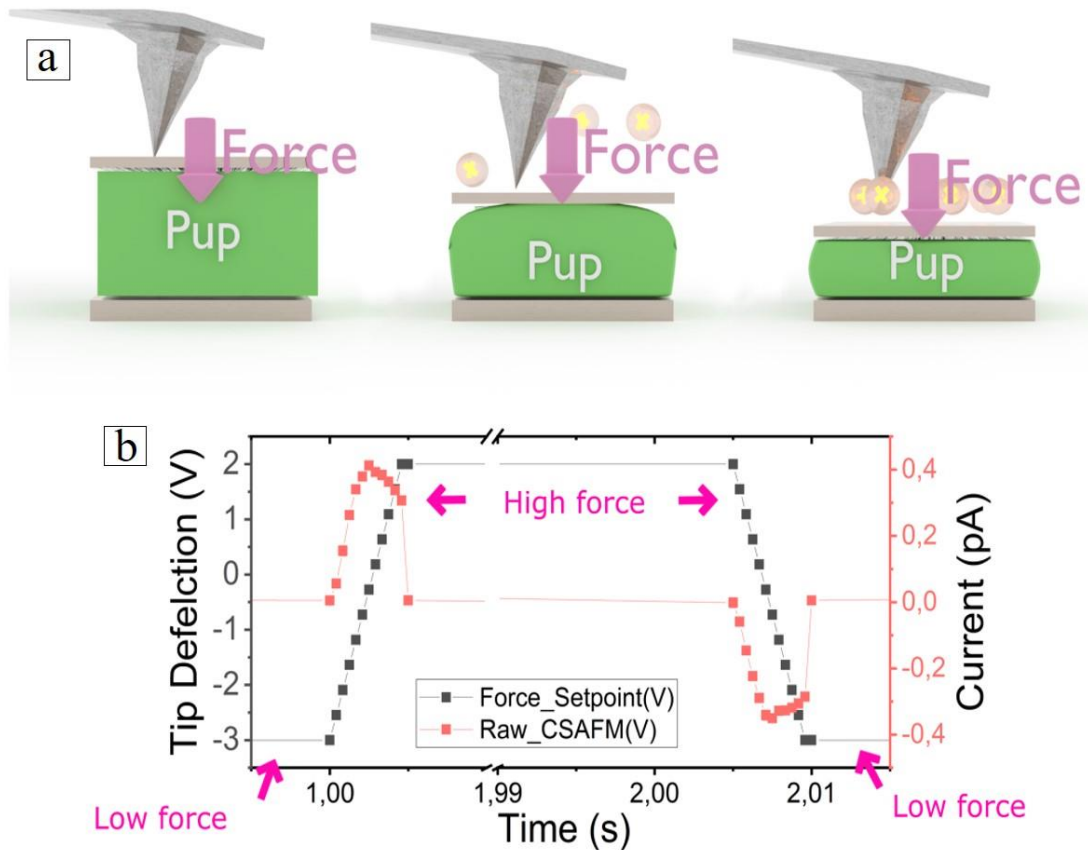 a
Force
Pup
Force
Pup
Force
Pup
b
Tip Defelction (V)
2
1
0
-1
-2
-3
High force
0,4
0,2
0,0
-0,2
-0,4
Current (pA)
Force_Setpoint(V)
Raw_CSAFM(V)
Low force
1,00
1,99
2,00
2,01
Low force
Time (s)